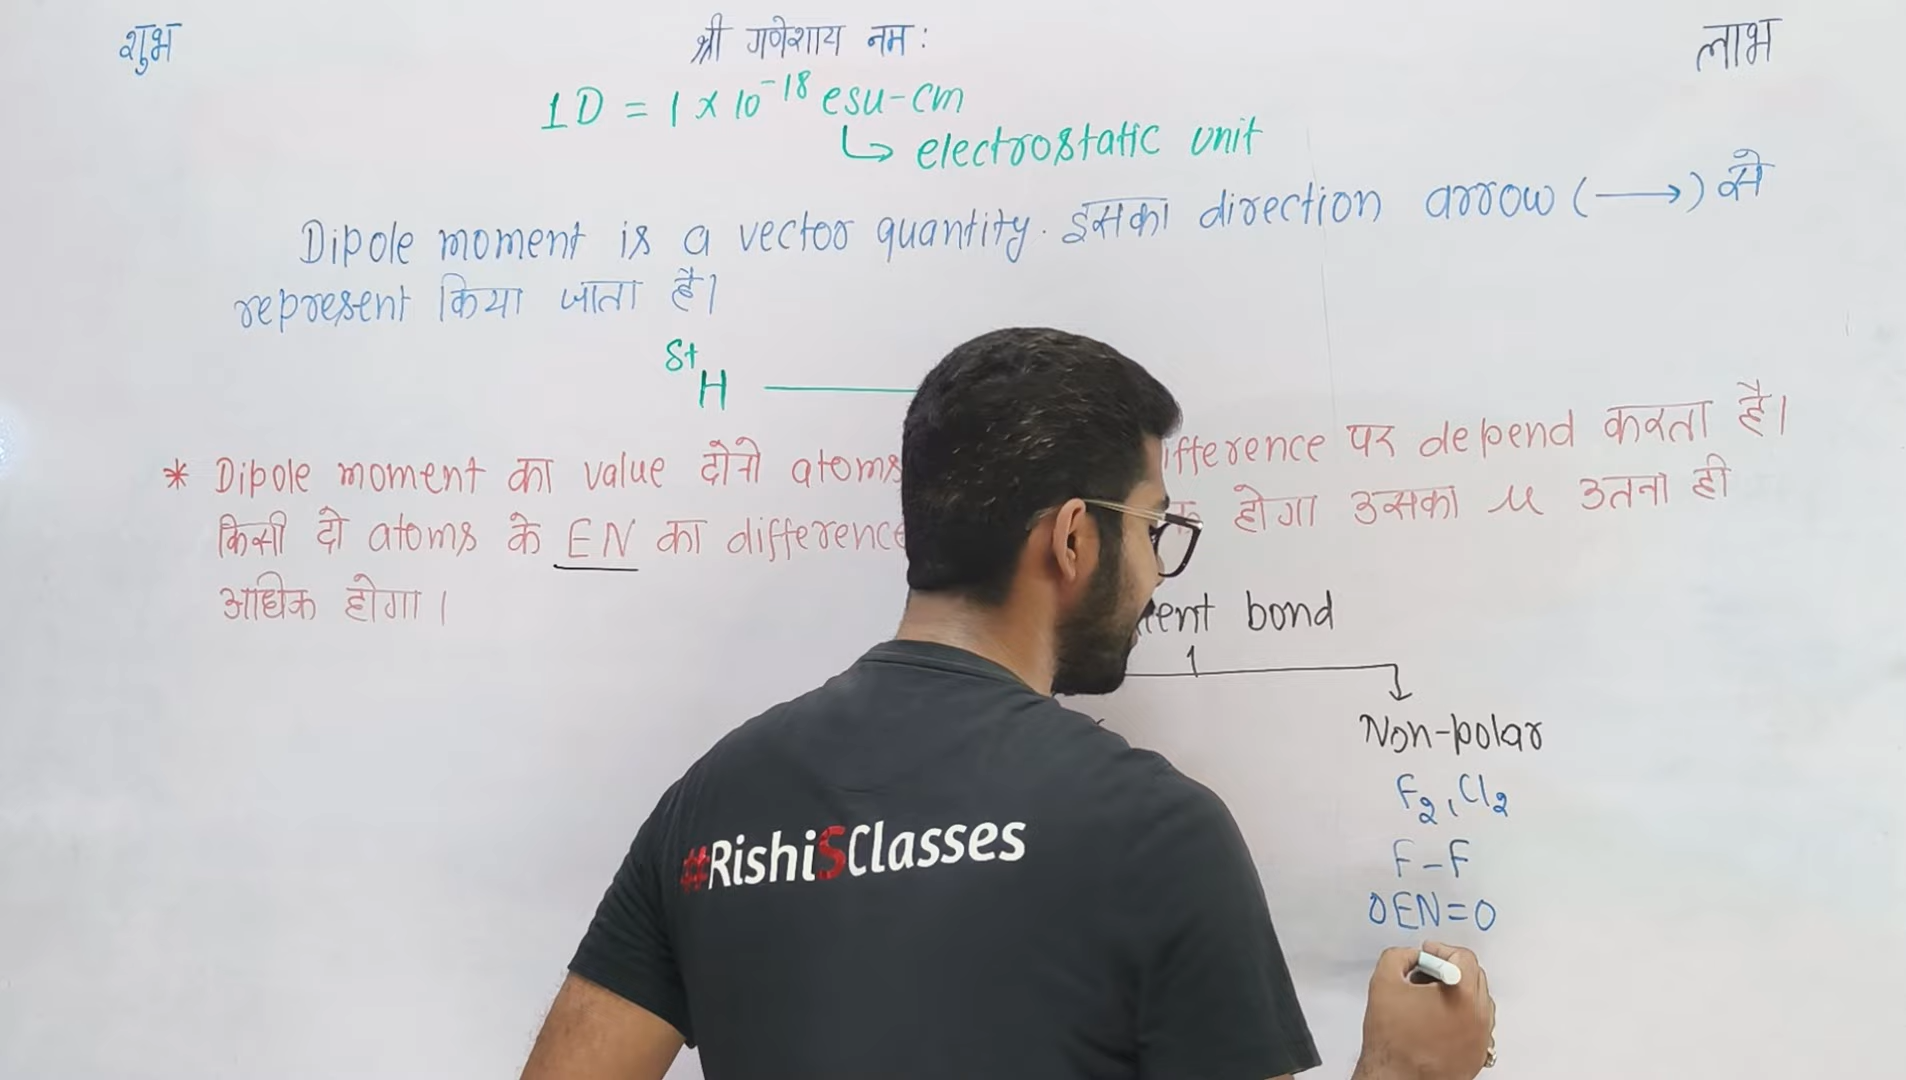 शुभ श्री गणेशाय नम: लाभ
1D = 1 × 10⁻¹⁸ esu-cm
↳ electrostatic unit
Dipole moment is a vector quantity. इसका direction arrow (⟶) से
represent किया जाता है।
δ+
H
* Dipole moment का value दोनो atoms पर depend करता है।
किसी दो atoms के EN का difference होगा उसका μ उतना ही
अधिक होगा।
bond
Non-polar
F₂, Cl₂
F-F
ΔEN=0
#RishiSClasses